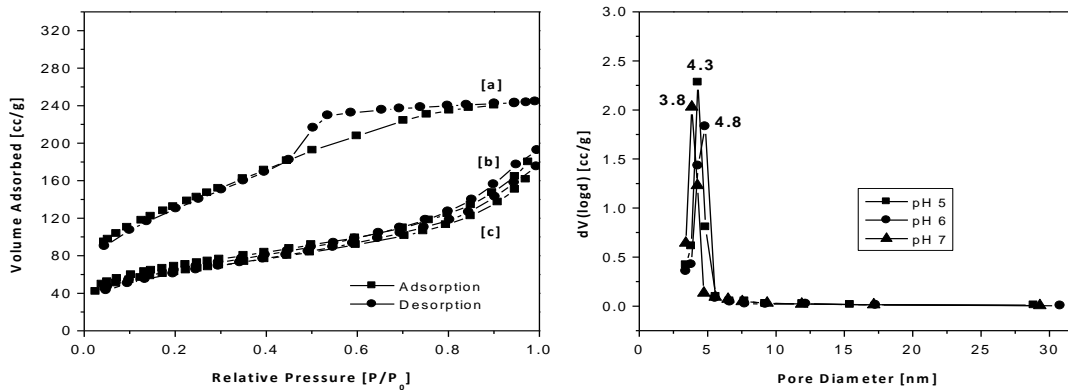 320
280
240
200
160
120
80
40
0
Volume Adsorbed [cc/g]
[a]
[b]
[c]
Adsorption
Desorption
0.0 0.2 0.4 0.6 0.8 1.0
Relative Pressure [P/P₀]
3.0
2.5
2.0
1.5
1.0
0.5
0.0
dV(logd) [cc/g]
4.3
3.8
4.8
pH 5
pH 6
pH 7
0 5 10 15 20 25 30
Pore Diameter [nm]